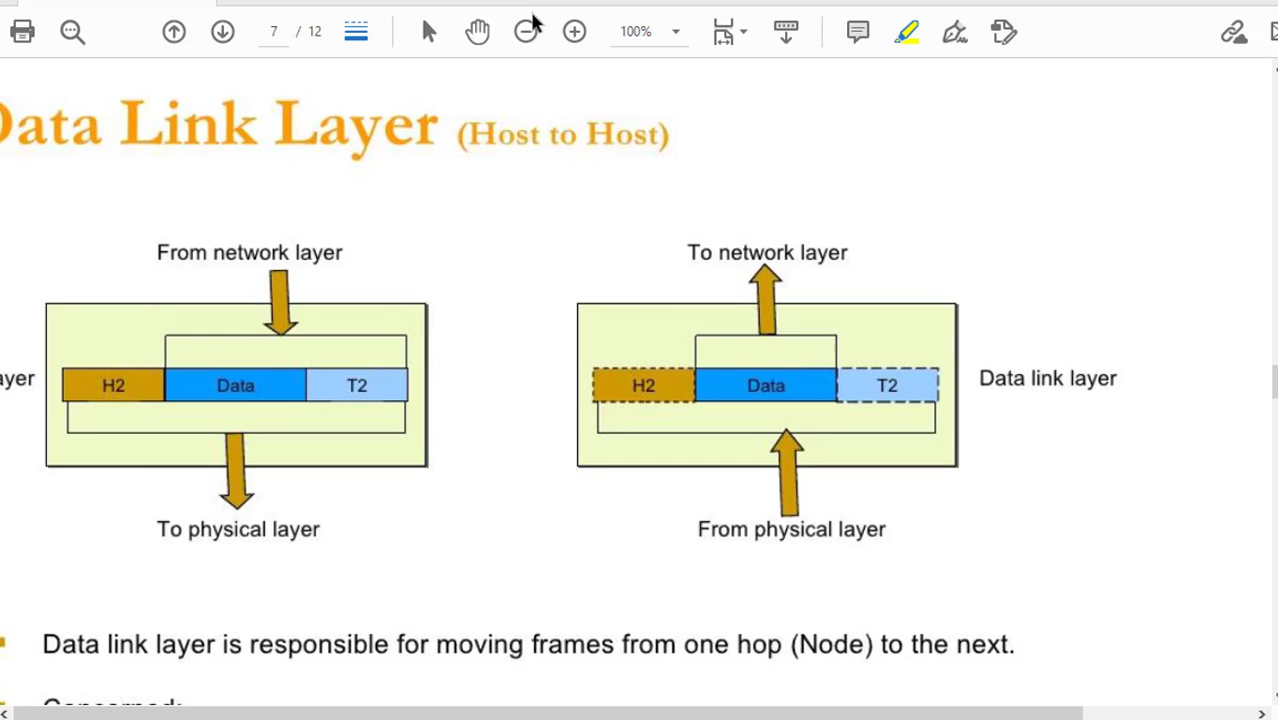 7 / 12 100%
Data Link Layer (Host to Host)
From network layer To network layer
ayer H2 Data T2 H2 Data T2 Data link layer
To physical layer From physical layer
Data link layer is responsible for moving frames from one hop (Node) to the next.
Concerned: